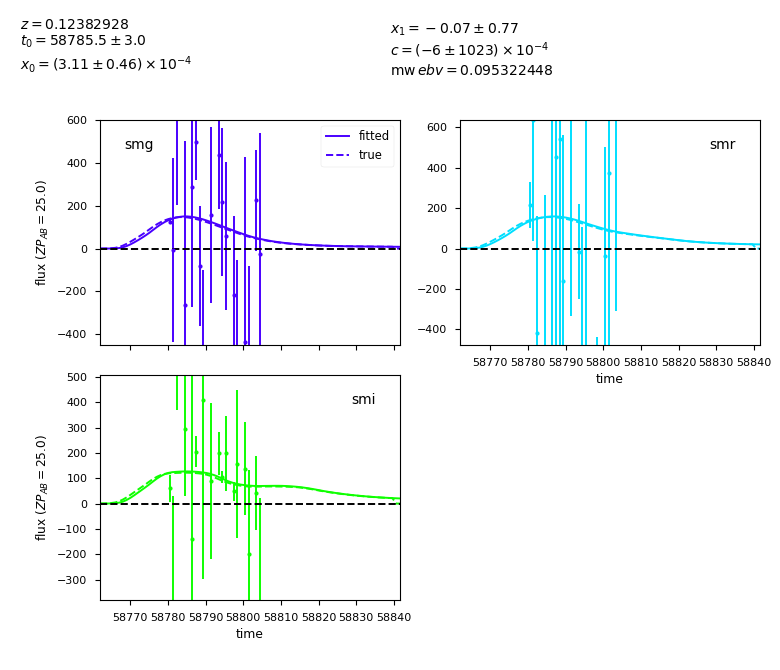 z = 0.12382928
t₀ = 58785.5 ± 3.0
x₀ = (3.11 ± 0.46) × 10⁻⁴
x₁ = −0.07 ± 0.77
c = (−6 ± 1023) × 10⁻⁴
mw ebv = 0.095322448
smg
fitted
true
600
400
200
0
−200
−400
flux (ZP_AB = 25.0)
smr
600
400
200
0
−200
−400
58770 58780 58790 58800 58810 58820 58830 58840
time
smi
500
400
300
200
100
0
−100
−200
−300
flux (ZP_AB = 25.0)
58770 58780 58790 58800 58810 58820 58830 58840
time